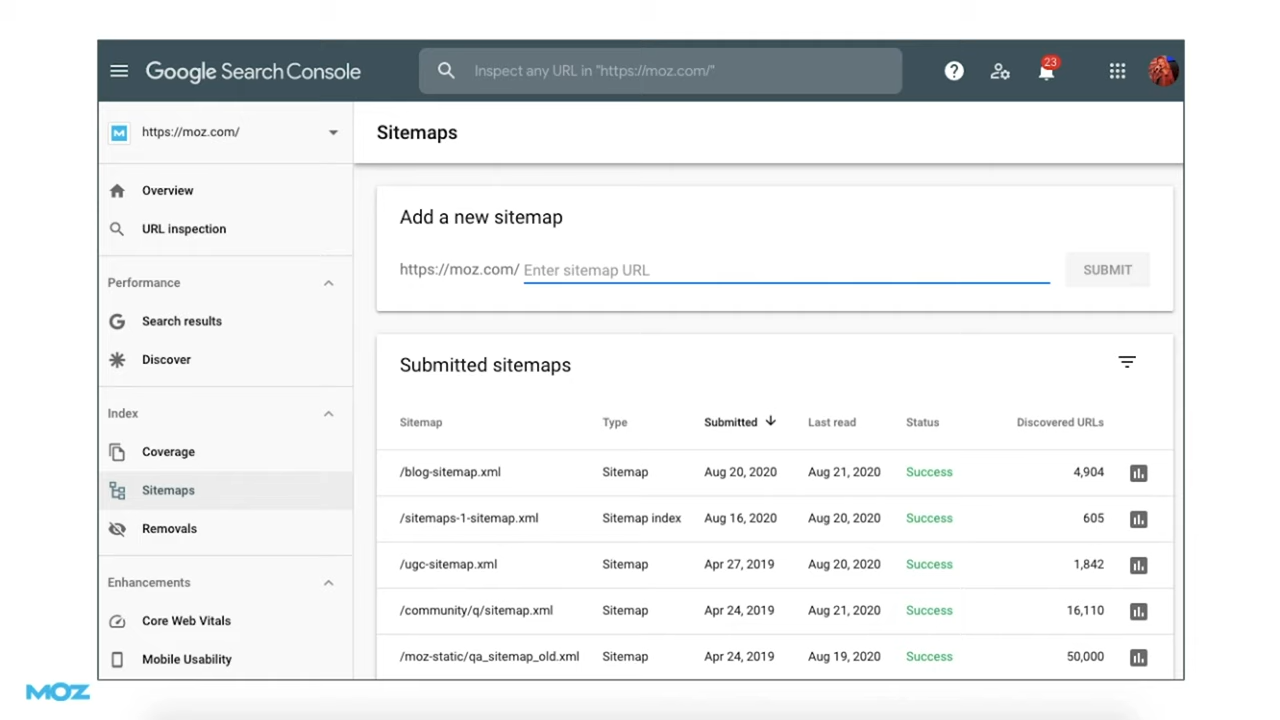 Google Search Console
Inspect any URL in "https://moz.com/"
23
M
https://moz.com/
Sitemaps
Overview
URL inspection
Performance
Search results
Discover
Index
Coverage
Sitemaps
Removals
Enhancements
Core Web Vitals
Mobile Usability
Add a new sitemap
https://moz.com/ Enter sitemap URL SUBMIT
Submitted sitemaps
Sitemap Type Submitted Last read Status Discovered URLs
/blog-sitemap.xml Sitemap Aug 20, 2020 Aug 21, 2020 Success 4,904
/sitemaps-1-sitemap.xml Sitemap index Aug 16, 2020 Aug 20, 2020 Success 605
/ugc-sitemap.xml Sitemap Apr 27, 2019 Aug 20, 2020 Success 1,842
/community/q/sitemap.xml Sitemap Apr 24, 2019 Aug 21, 2020 Success 16,110
/moz-static/qa_sitemap_old.xml Sitemap Apr 24, 2019 Aug 19, 2020 Success 50,000
MOZ